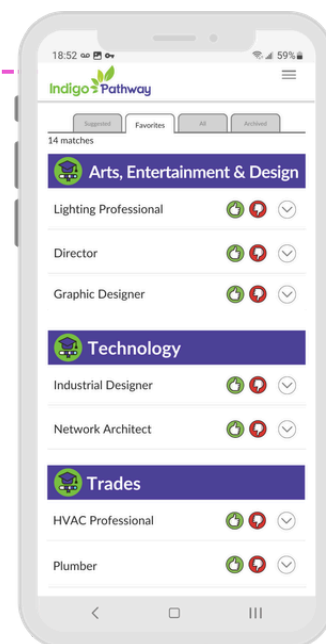 18:52 59%
Indigo Pathway
Suggested Favorites All Archived
14 matches
Arts, Entertainment & Design
Lighting Professional
Director
Graphic Designer
Technology
Industrial Designer
Network Architect
Trades
HVAC Professional
Plumber